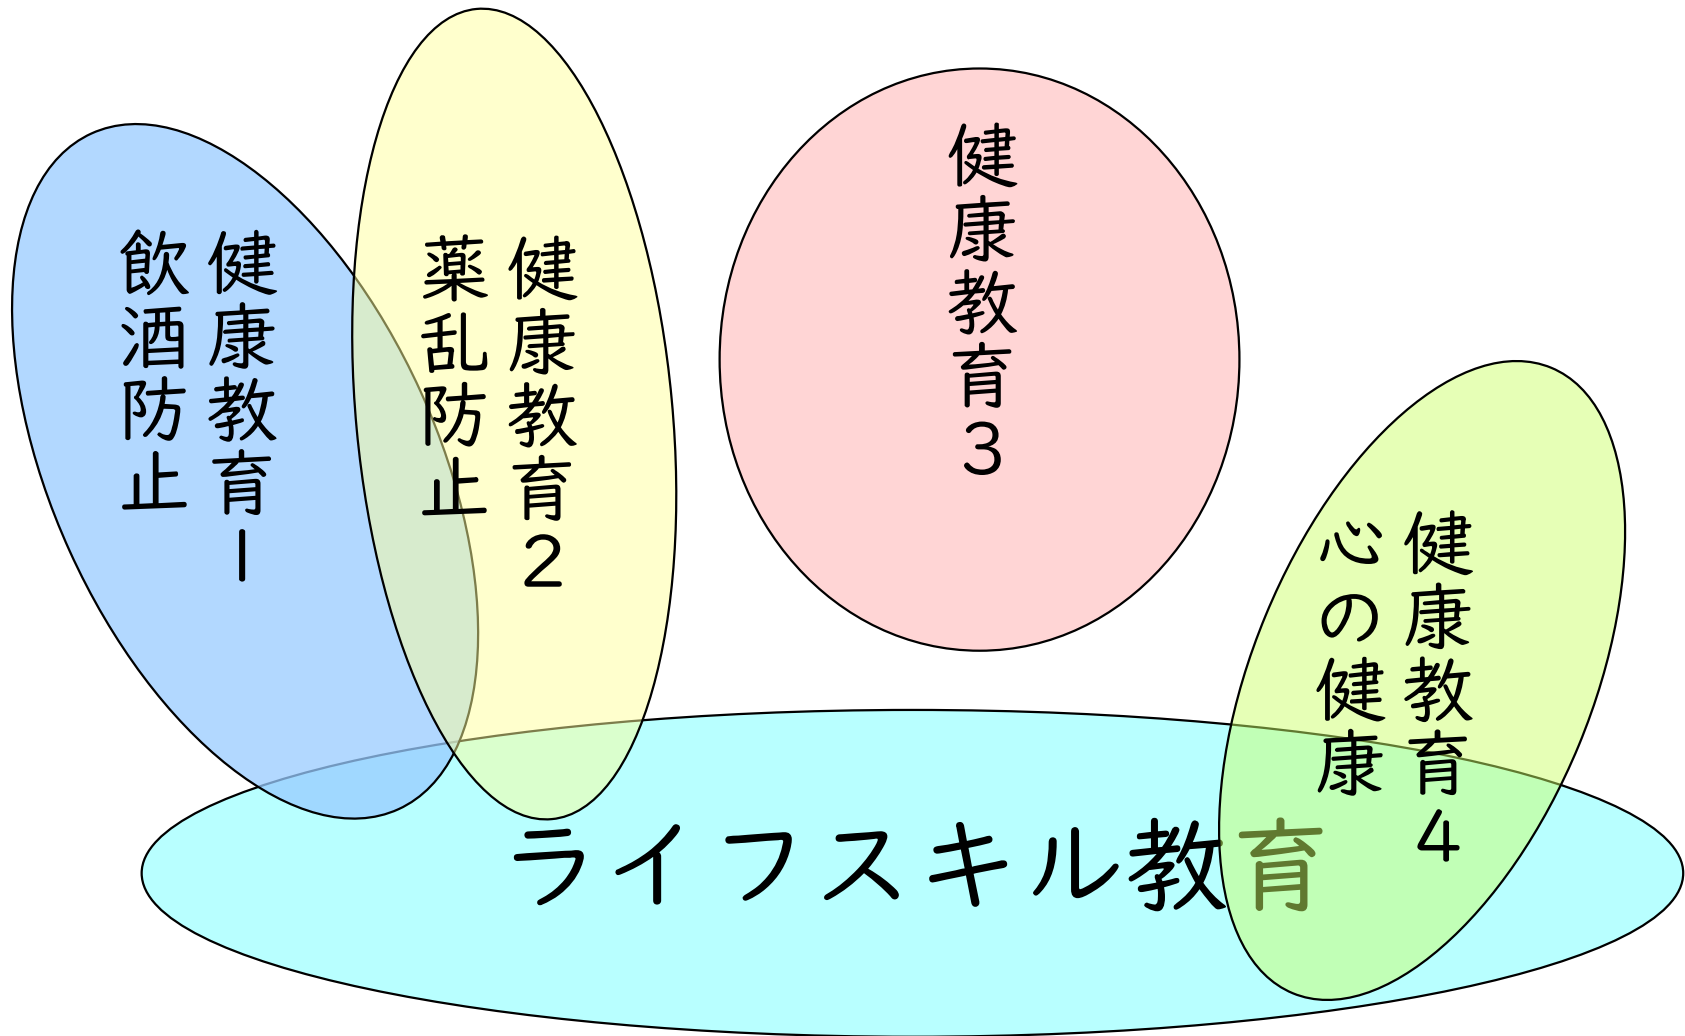 健康教育１
飲酒防止
健康教育２
薬乱防止
健康教育３
健康教育４
心の健康
ライフスキル教育